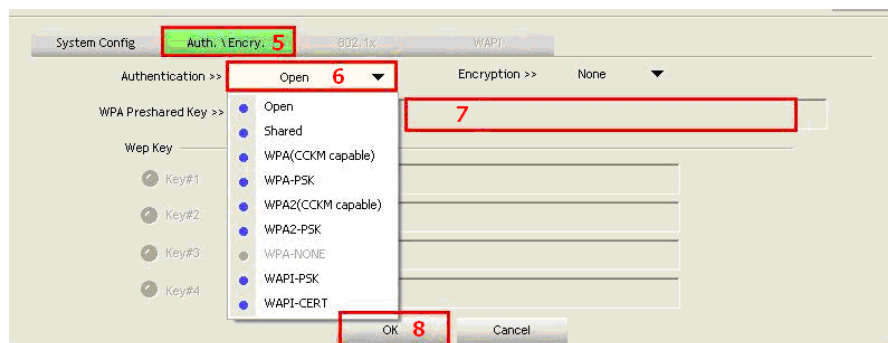 System Config Auth. \ Encry. 5 802.1x WAPI
Authentication >> Open 6 Encryption >> None
WPA Preshared Key >> 7
Open
Shared
Wep Key
WPA(CCKM capable)
Key#1 WPA-PSK
WPA2(CCKM capable)
Key#2
WPA2-PSK
Key#3 WPA-NONE
WAPI-PSK
Key#4
WAPI-CERT
OK 8 Cancel